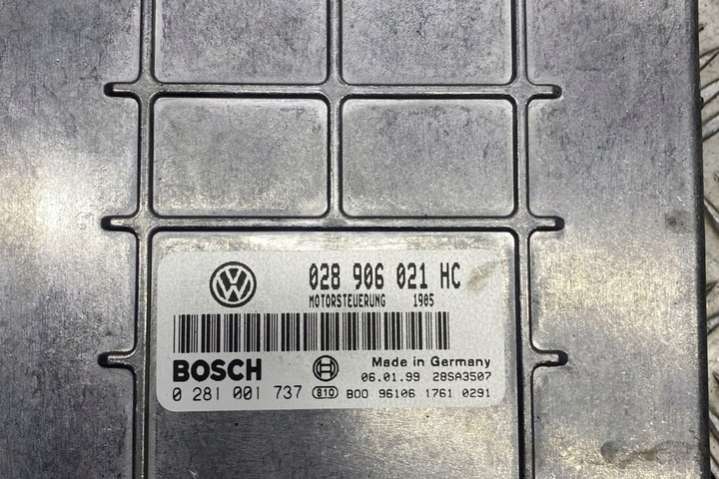 028 906 021 HC
MOTORSTEUERUNG 1905
BOSCH
Made in Germany
06.01.99 28SA3507
0 281 001 737 810 B00 96106 1761 0291